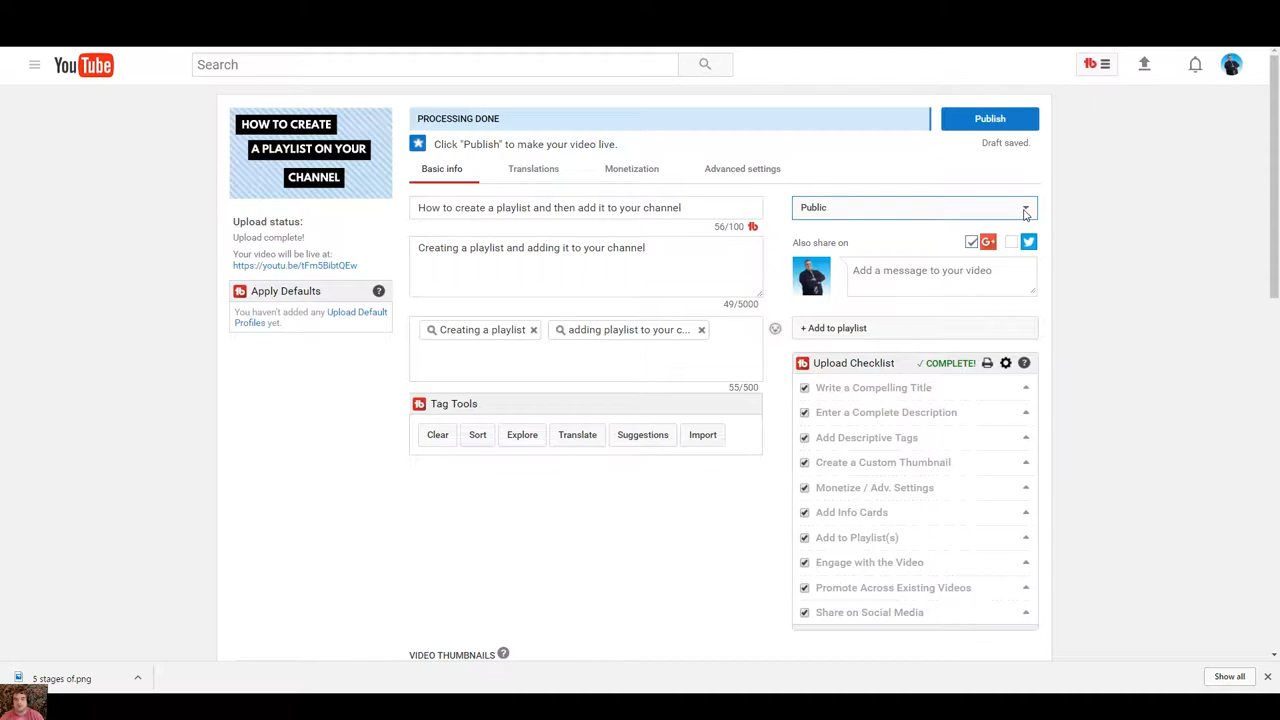 YouTube
Search
tb
HOW TO CREATE
A PLAYLIST ON YOUR
CHANNEL
PROCESSING DONE
Publish
Click "Publish" to make your video live.
Draft saved.
Basic info
Translations
Monetization
Advanced settings
Upload status:
Upload complete!
Your video will be live at:
https://youtu.be/tFm5BibtQEw
tb Apply Defaults ?
You haven't added any Upload Default
Profiles yet.
How to create a playlist and then add it to your channel
56/100 tb
Creating a playlist and adding it to your channel
49/5000
Creating a playlist
adding playlist to your c...
55/500
tb Tag Tools
Clear
Sort
Explore
Translate
Suggestions
Import
Public
Also share on
G+
Add a message to your video
+ Add to playlist
tb Upload Checklist ✓ COMPLETE! ?
Write a Compelling Title
Enter a Complete Description
Add Descriptive Tags
Create a Custom Thumbnail
Monetize / Adv. Settings
Add Info Cards
Add to Playlist(s)
Engage with the Video
Promote Across Existing Videos
Share on Social Media
VIDEO THUMBNAILS ?
5 stages of.png
Show all